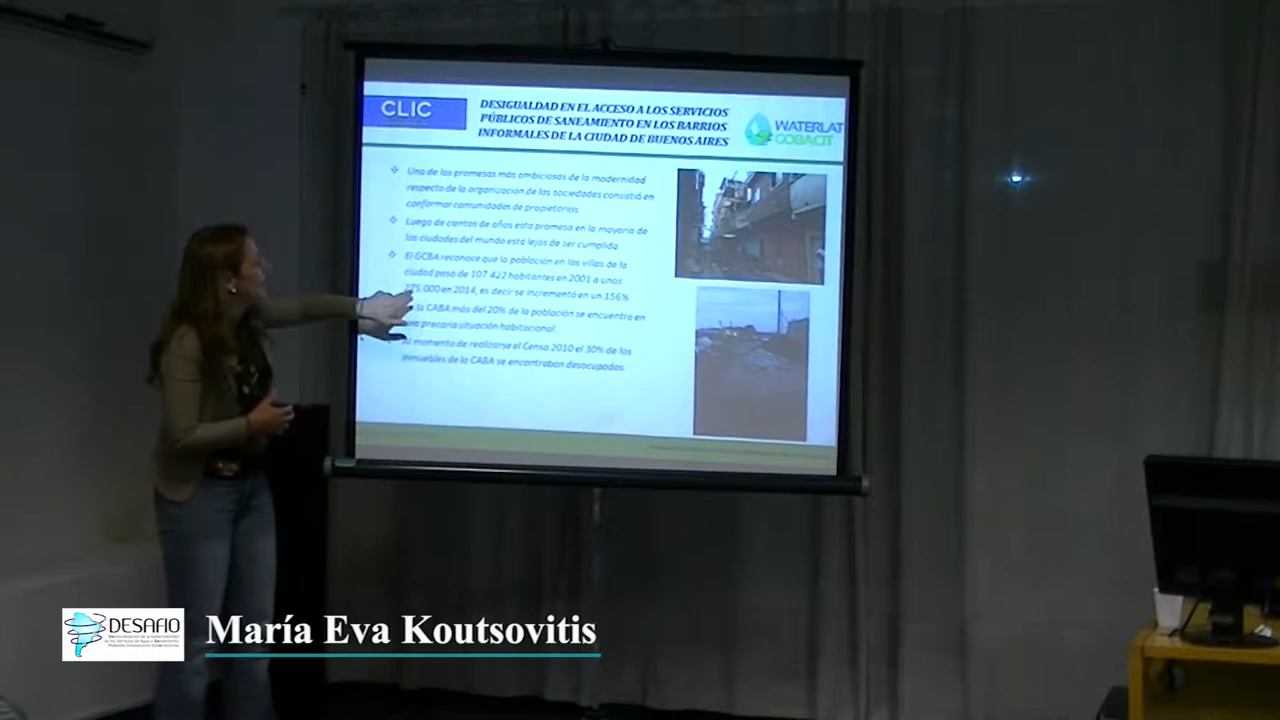 CLIC
DESIGUALDAD EN EL ACCESO A LOS SERVICIOS
PÚBLICOS DE SANEAMIENTO EN LOS BARRIOS
INFORMALES DE LA CIUDAD DE BUENOS AIRES
WATERLAT
GOBACIT
Una de las promesas más ambiciosas de la modernidad
respecto de la organización de las sociedades consistió en
conformar comunidades de propietarios
Luego de cientos de años esta promesa en la mayoría de
las ciudades del mundo está lejos de ser cumplida
El GCBA reconoce que la población en las villas de la
ciudad paso de 107 422 habitantes en 2001 a unos
275.000 en 2014, es decir se incrementó en un 156%
la CABA más del 20% de la población se encuentra en
precaria situación habitacional.
momento de realizarse el Censo 2010 el 30% de los
inmuebles de la CABA se encontraban desocupados.
DESAFIO
María Eva Koutsovitis